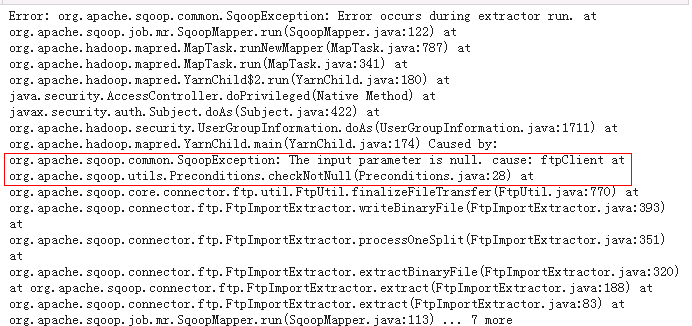 Error: org.apache.sqoop.common.SqoopException: Error occurs during extractor run. at
org.apache.sqoop.job.mr.SqoopMapper.run(SqoopMapper.java:122) at
org.apache.hadoop.mapred.MapTask.runNewMapper(MapTask.java:787) at
org.apache.hadoop.mapred.MapTask.run(MapTask.java:341) at
org.apache.hadoop.mapred.YarnChild$2.run(YarnChild.java:180) at
java.security.AccessController.doPrivileged(Native Method) at
javax.security.auth.Subject.doAs(Subject.java:422) at
org.apache.hadoop.security.UserGroupInformation.doAs(UserGroupInformation.java:1711) at
org.apache.hadoop.mapred.YarnChild.main(YarnChild.java:174) Caused by:
org.apache.sqoop.common.SqoopException: The input parameter is null. cause: ftpClient at
org.apache.sqoop.utils.Preconditions.checkNotNull(Preconditions.java:28) at
org.apache.sqoop.core.connector.ftp.util.FtpUtil.finalizeFileTransfer(FtpUtil.java:770) at
org.apache.sqoop.connector.ftp.FtpImportExtractor.writeBinaryFile(FtpImportExtractor.java:393)
at
org.apache.sqoop.connector.ftp.FtpImportExtractor.processOneSplit(FtpImportExtractor.java:351)
at
org.apache.sqoop.connector.ftp.FtpImportExtractor.extractBinaryFile(FtpImportExtractor.java:320)
at org.apache.sqoop.connector.ftp.FtpImportExtractor.extract(FtpImportExtractor.java:188) at
org.apache.sqoop.connector.ftp.FtpImportExtractor.extract(FtpImportExtractor.java:83) at
org.apache.sqoop.job.mr.SqoopMapper.run(SqoopMapper.java:113) ... 7 more